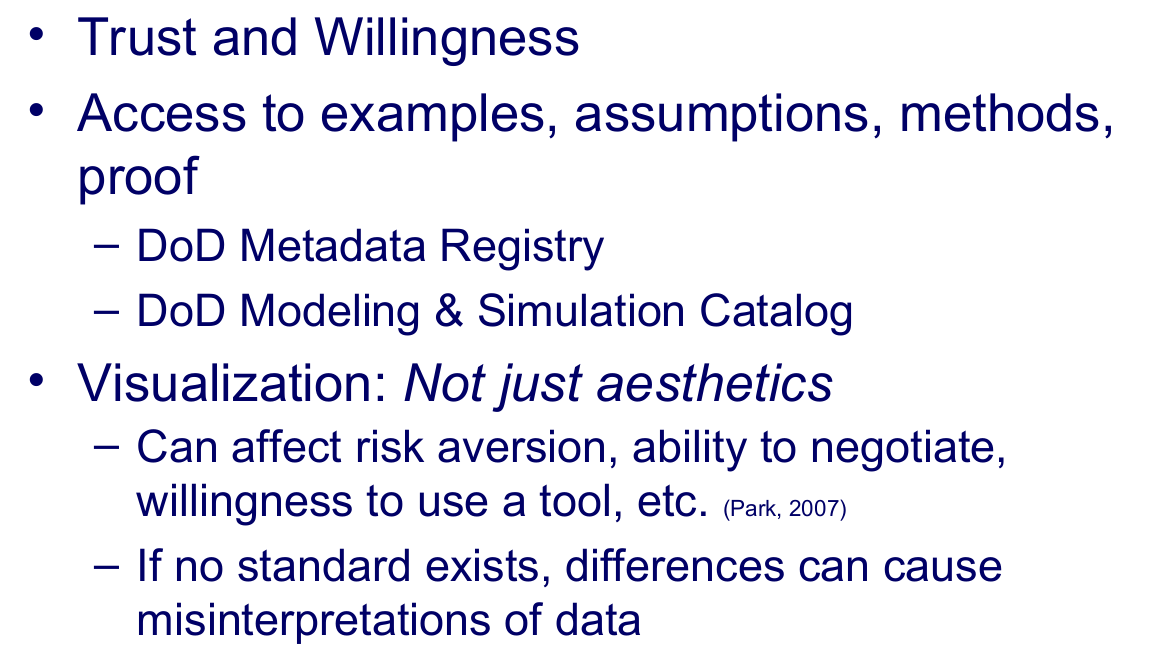 • Trust and Willingness
• Access to examples, assumptions, methods,
proof
– DoD Metadata Registry
– DoD Modeling & Simulation Catalog
• Visualization: Not just aesthetics
– Can affect risk aversion, ability to negotiate,
willingness to use a tool, etc. (Park, 2007)
– If no standard exists, differences can cause
misinterpretations of data